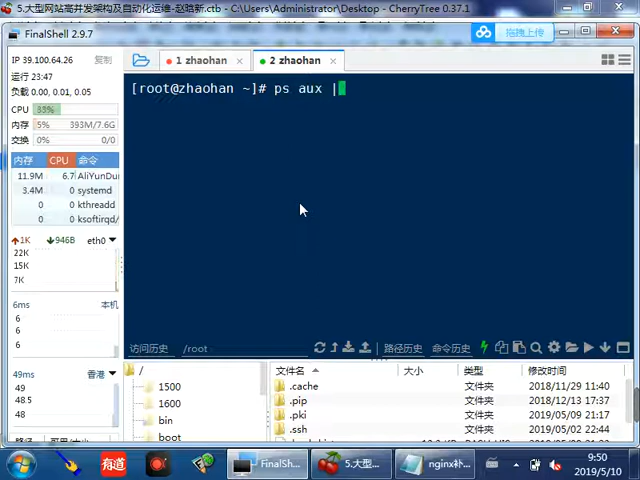 5.大型网站高并发架构及自动化运维-赵晗新.ctb - C:\Users\Administrator\Desktop - CherryTree 0.37.1
FinalShell 2.9.7
拖拽上传
IP 39.100.64.26 复制
1 zhaohan
2 zhaohan
运行 23:47
负载 0.00, 0.01, 0.05
CPU 33%
内存 5% 393M/7.6G
交换 0% 0/0
内存 CPU 命令
11.9M 6.7 AliYunDun
3.4M 0 systemd
0 0 kthreadd
0 0 ksoftirqd/
1K 946B eth0
22K
15K
7K
6ms 本机
6
6
6
49ms 香港
49
48.5
48
[root@zhaohan ~]# ps aux |
访问历史 /root 路径历史 命令历史
/
1500
1600
bin
boot
文件名 大小 类型 修改时间
.cache 文件夹 2018/11/29 11:40
.pip 文件夹 2018/12/13 17:37
.pki 文件夹 2019/05/09 21:17
.ssh 文件夹 2019/05/09 22:44
有道
FinalSh...
5.大型...
nginx补...
9:50
2019/5/10